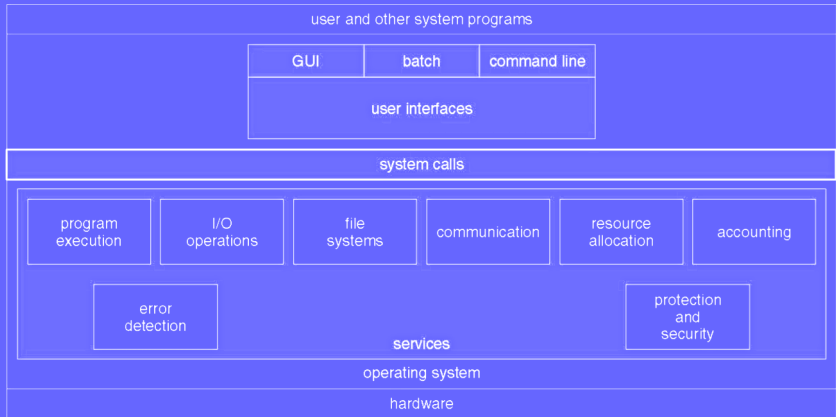 user and other system programs
GUI
batch
command line
user interfaces
system calls
program
execution
I/O
operations
file
systems
communication
resource
allocation
accounting
error
detection
protection
and
security
services
operating system
hardware